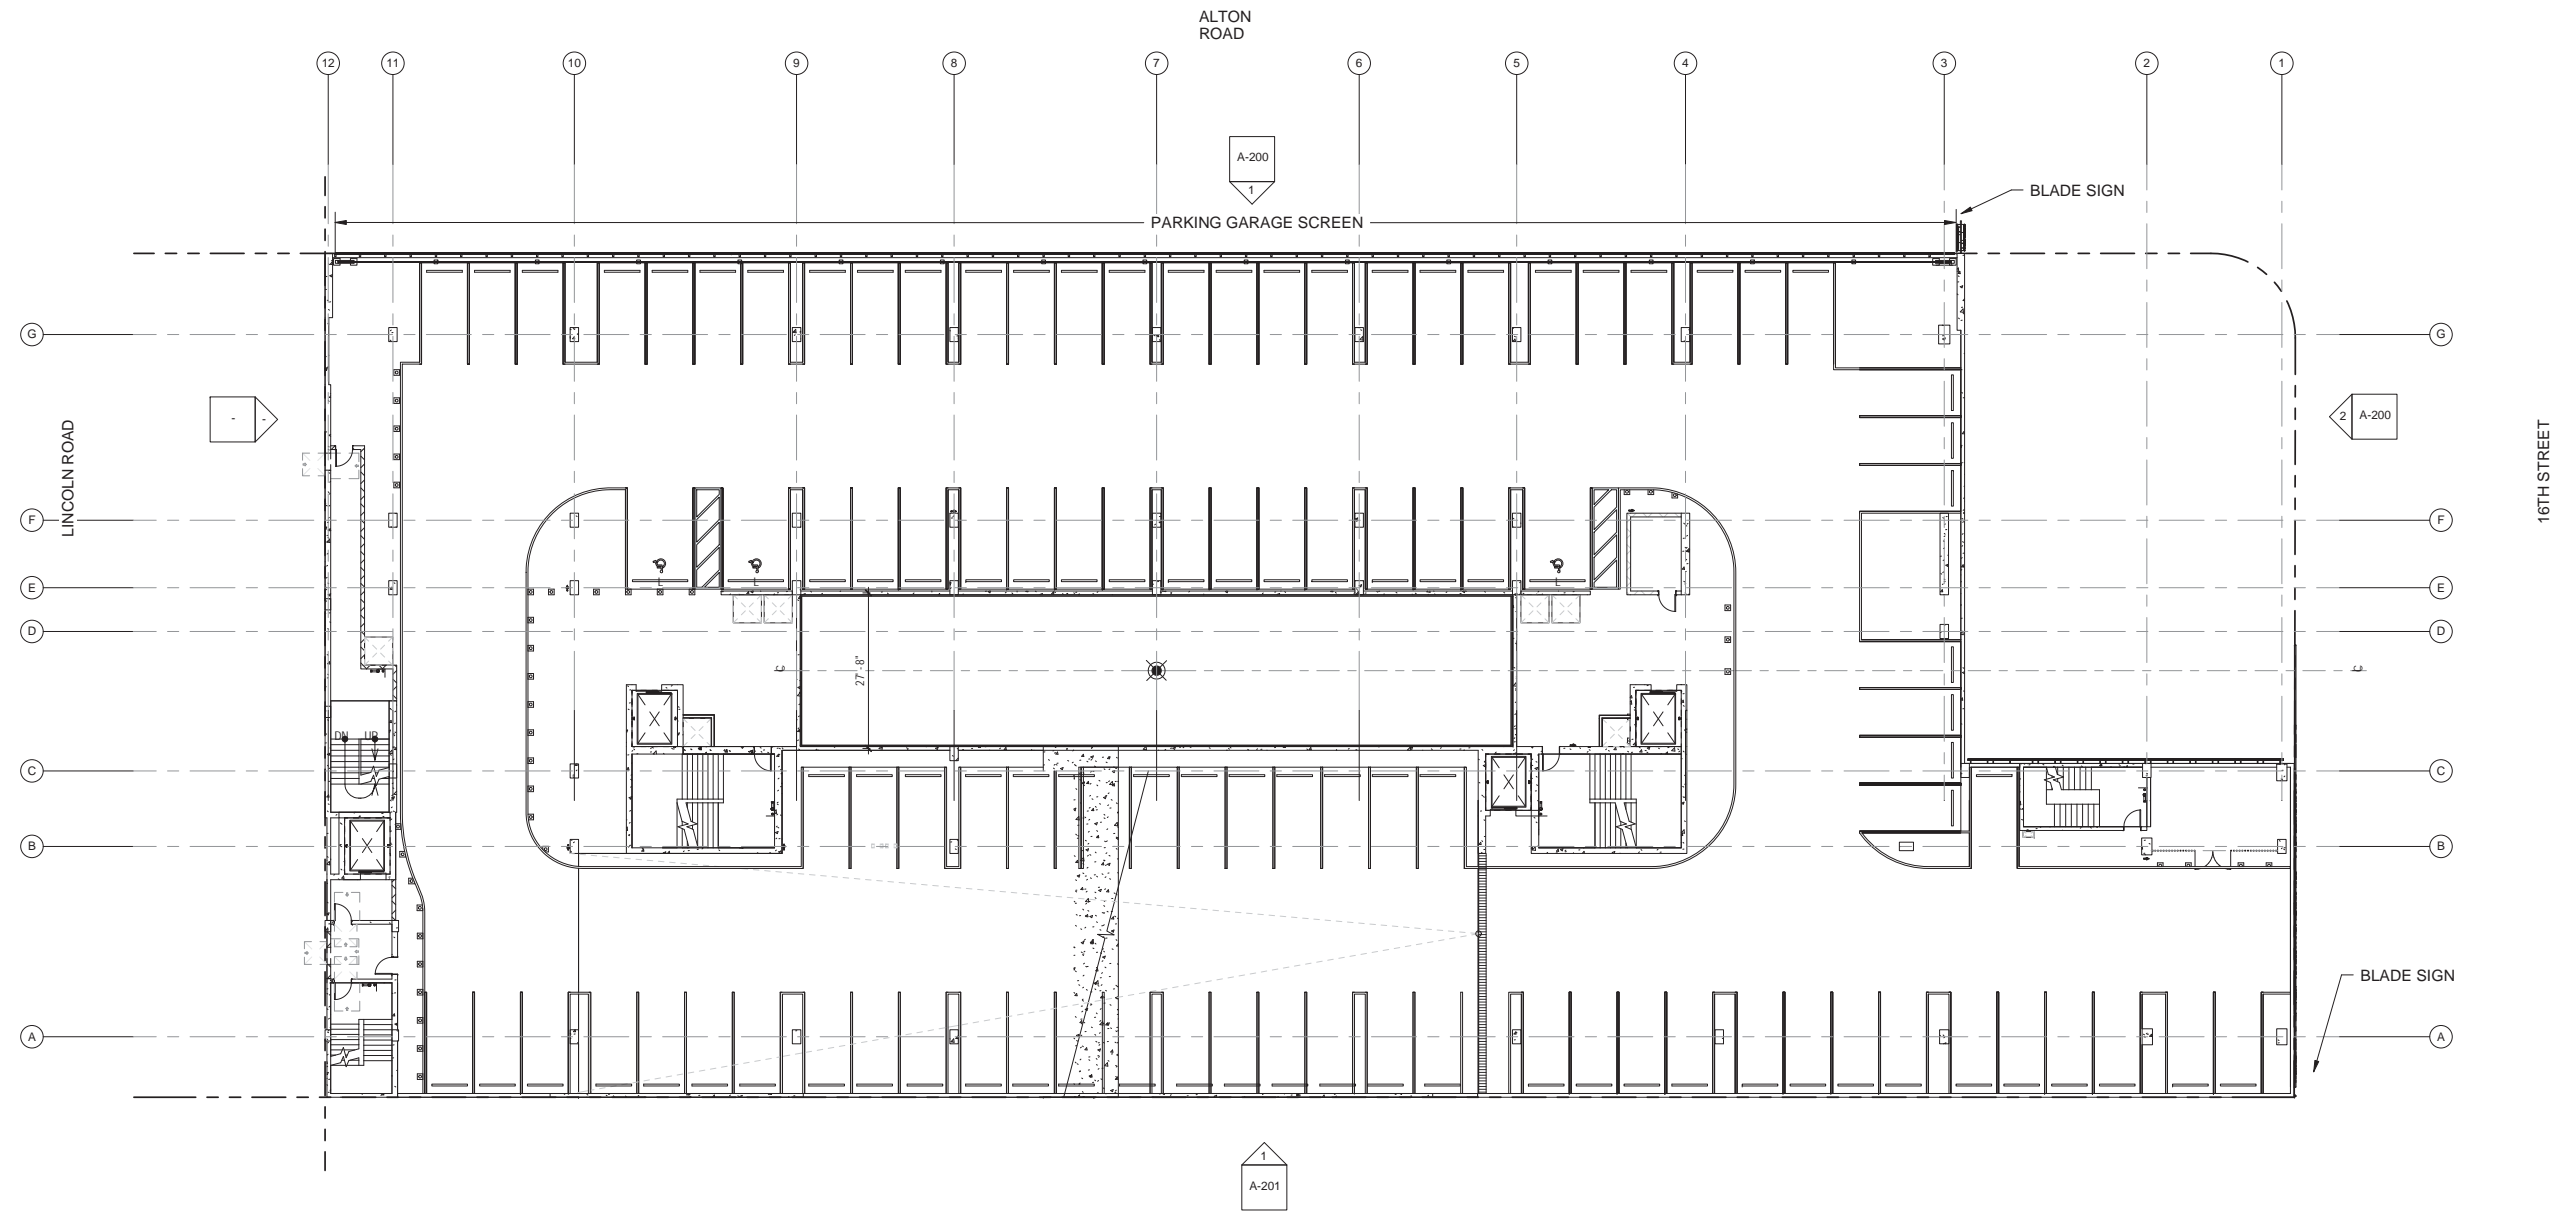 ALTON
ROAD
12
11
10
9
8
7
6
5
4
3
2
1
A-200
1
BLADE SIGN
PARKING GARAGE SCREEN
G
G
-
-
2
A-200
LINCOLN ROAD
16TH STREET
F
F
E
E
D
D
27'-8"
DN
UP
C
C
B
B
BLADE SIGN
A
A
1
A-201